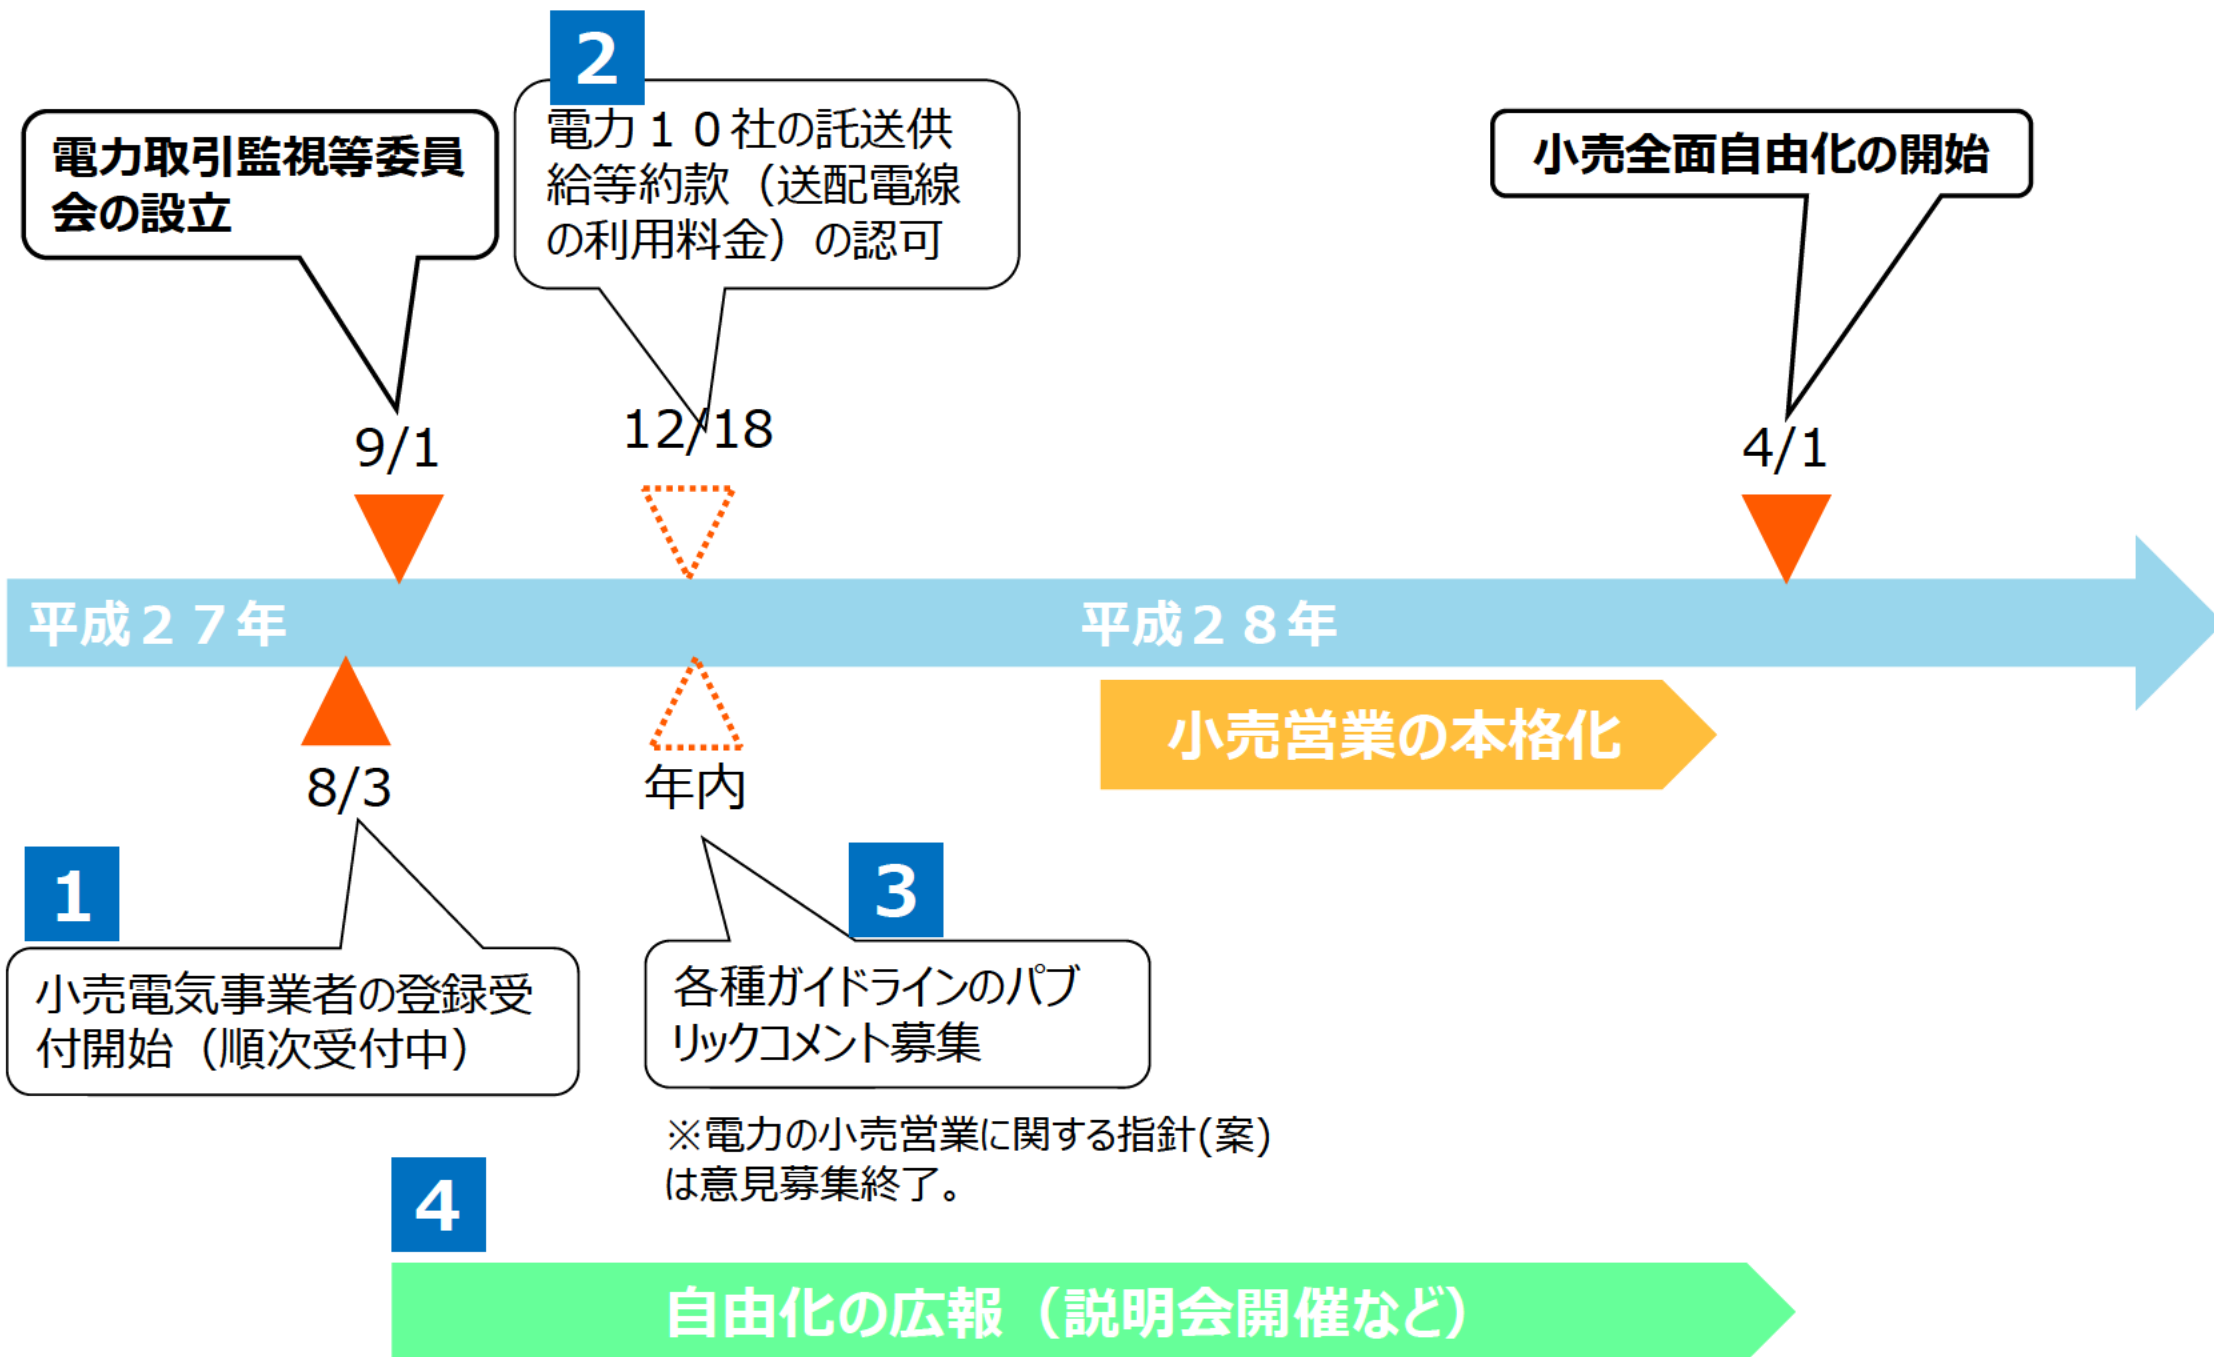 2
電力取引監視等委員
会の設立
電力１０社の託送供
給等約款（送配電線
の利用料金）の認可
小売全面自由化の開始
9/1
12/18
4/1
平成２７年
平成２８年
小売営業の本格化
8/3
年内
1
小売電気事業者の登録受
付開始（順次受付中）
3
各種ガイドラインのパブ
リックコメント募集
※電力の小売営業に関する指針(案)
は意見募集終了。
4
自由化の広報（説明会開催など）